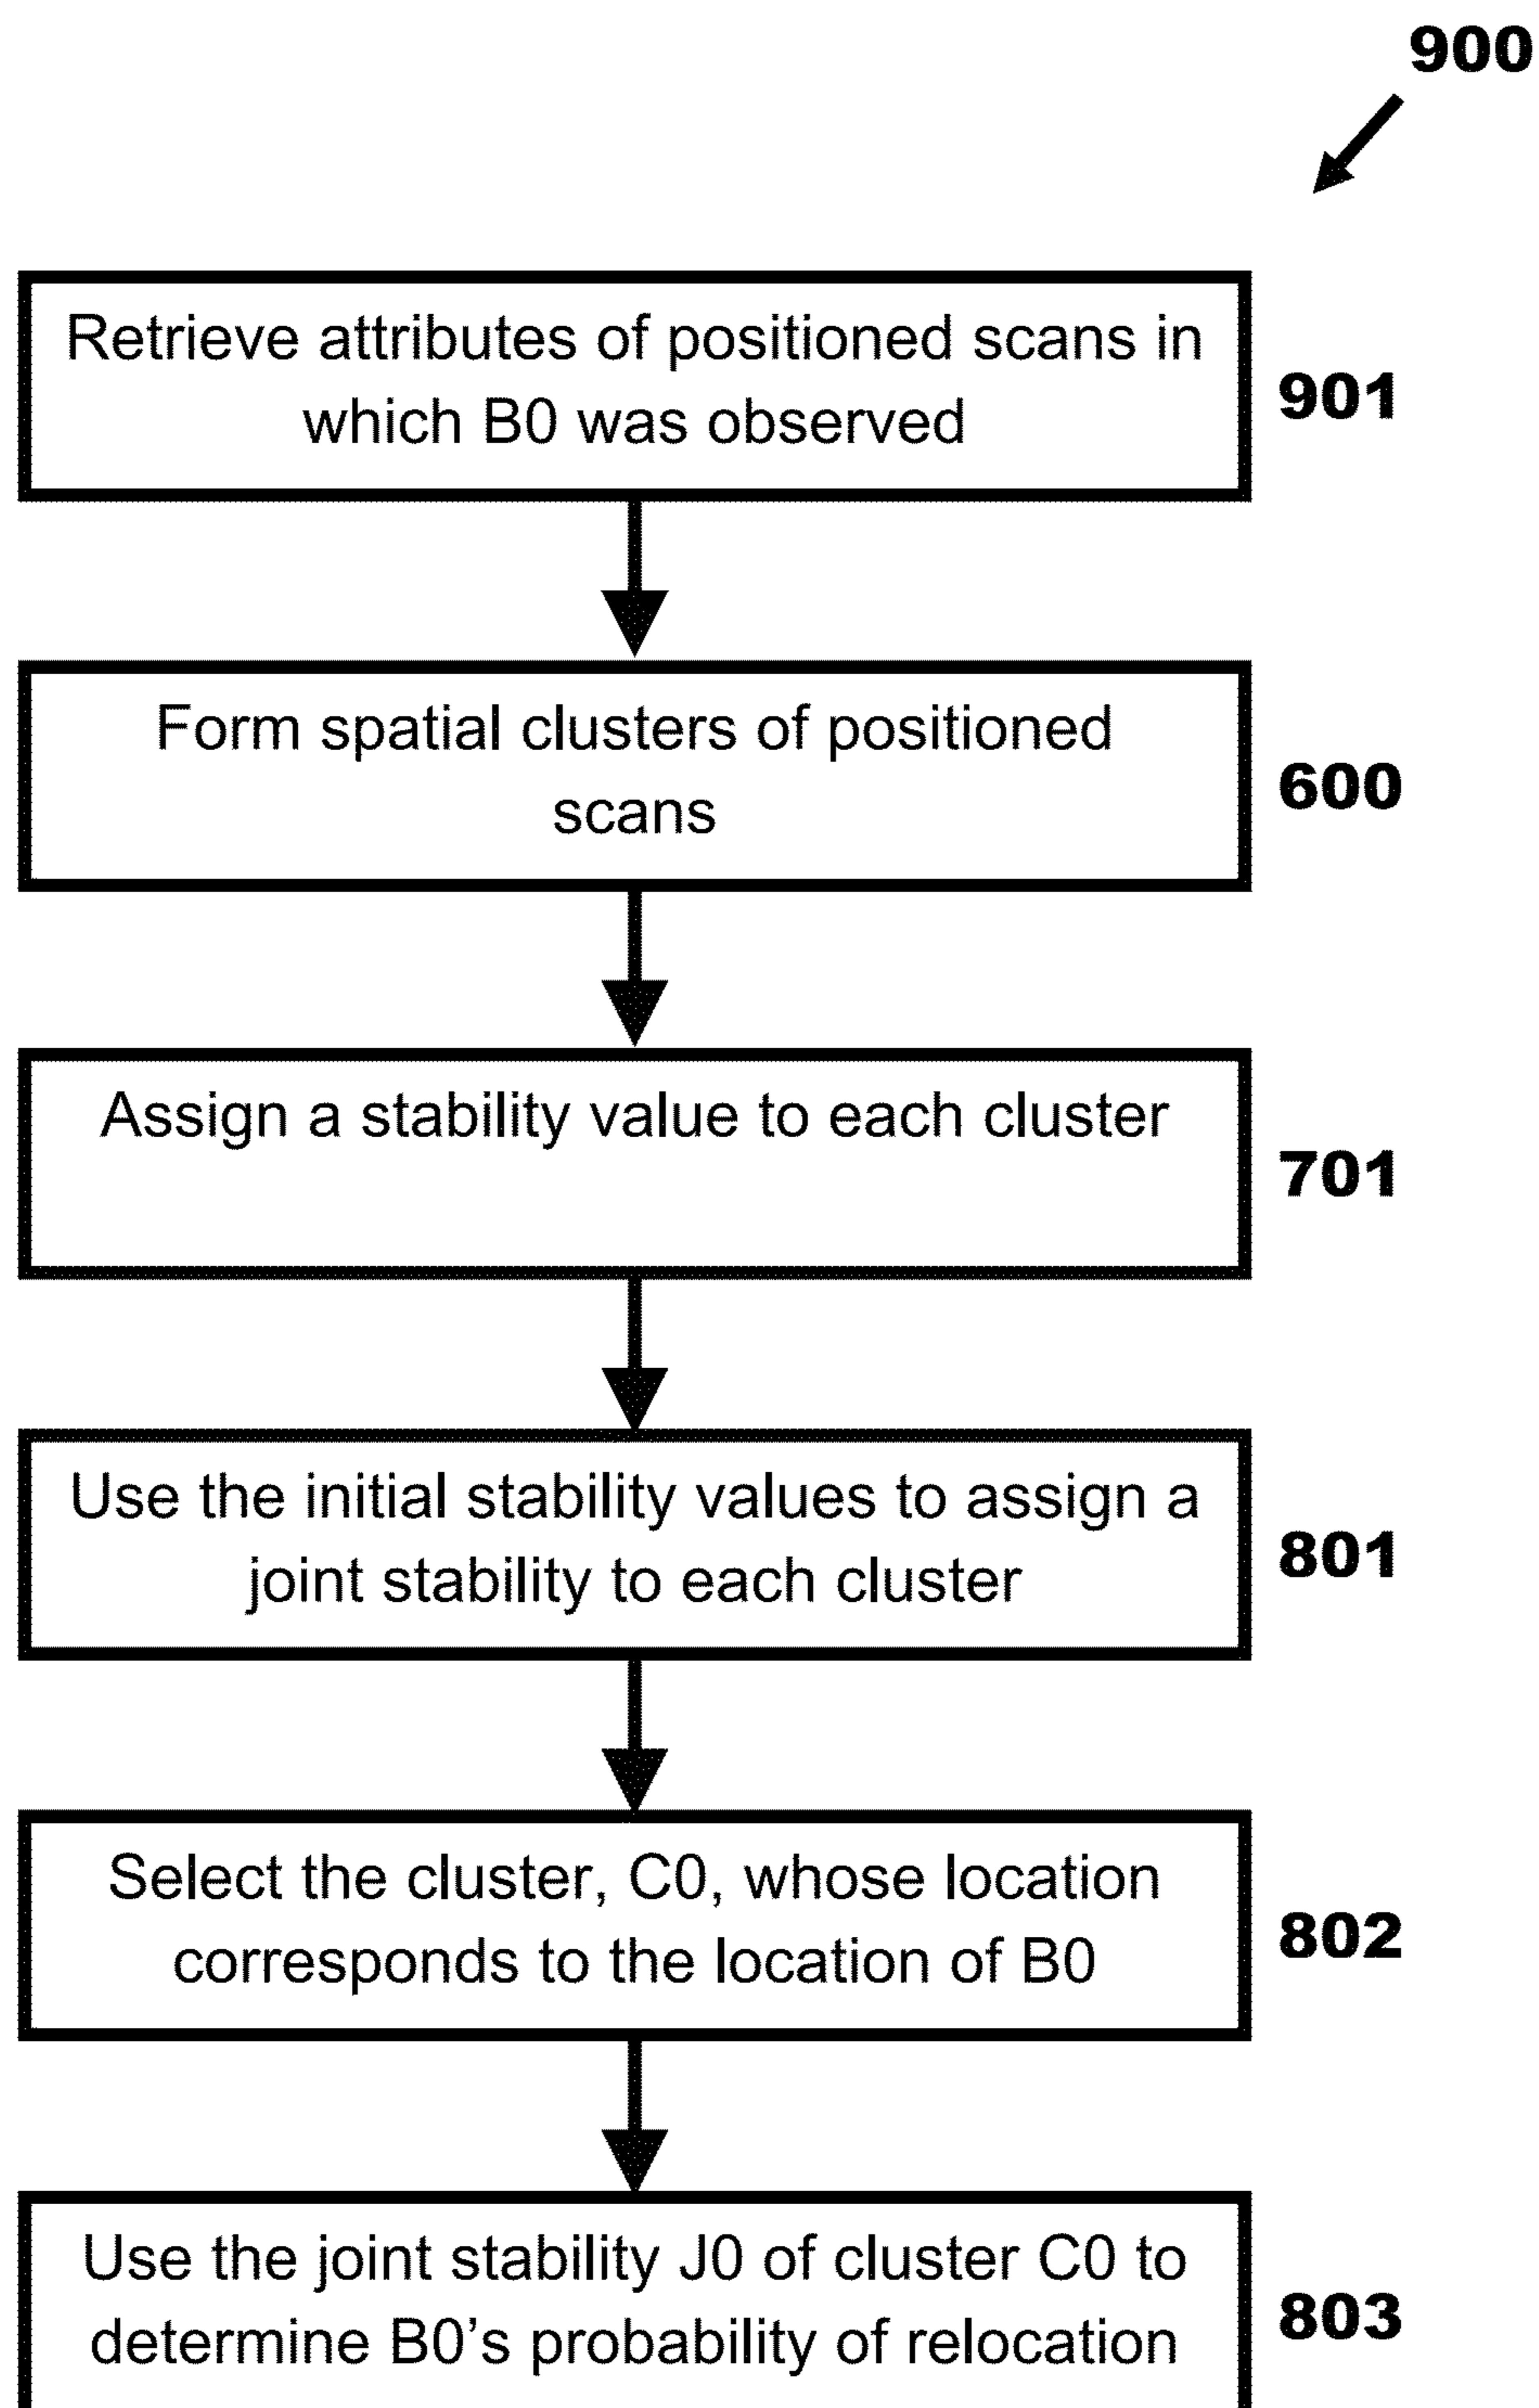 900
Retrieve attributes of positioned scans in
which B0 was observed
901
Form spatial clusters of positioned
scans
600
Assign a stability value to each cluster
701
Use the initial stability values to assign a
joint stability to each cluster
801
Select the cluster, C0, whose location
corresponds to the location of B0
802
Use the joint stability J0 of cluster C0 to
determine B0’s probability of relocation
803